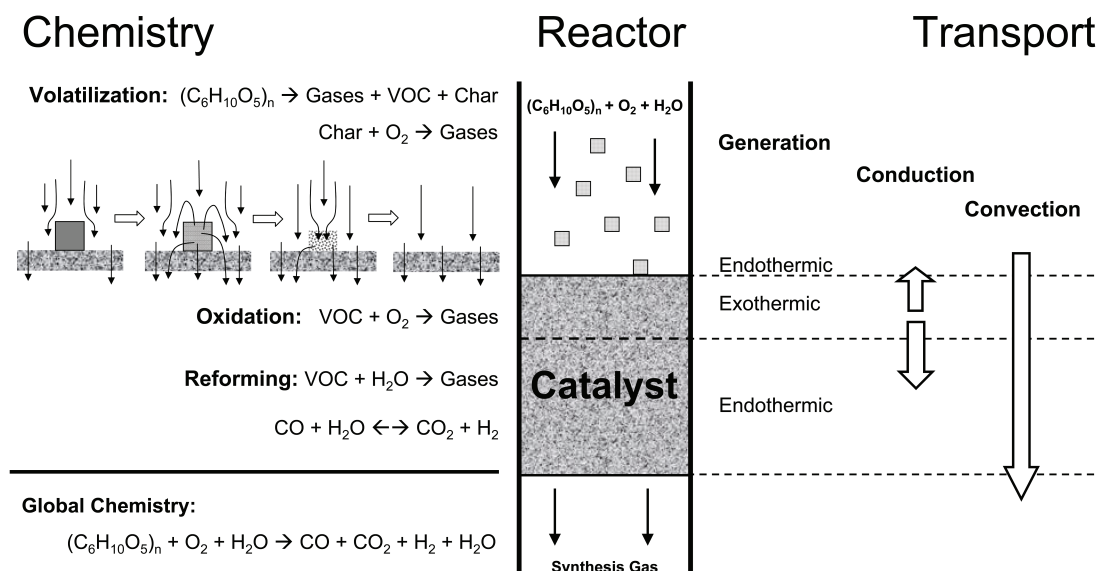 Chemistry
Reactor
Transport
Volatilization: (C₆H₁₀O₅)ₙ → Gases + VOC + Char
Char + O₂ → Gases
(C₆H₁₀O₅)ₙ + O₂ + H₂O
Generation
Conduction
Convection
Endothermic
Exothermic
Oxidation: VOC + O₂ → Gases
Reforming: VOC + H₂O → Gases
Catalyst
Endothermic
CO + H₂O ←→ CO₂ + H₂
Global Chemistry:
(C₆H₁₀O₅)ₙ + O₂ + H₂O → CO + CO₂ + H₂ + H₂O
Synthesis Gas